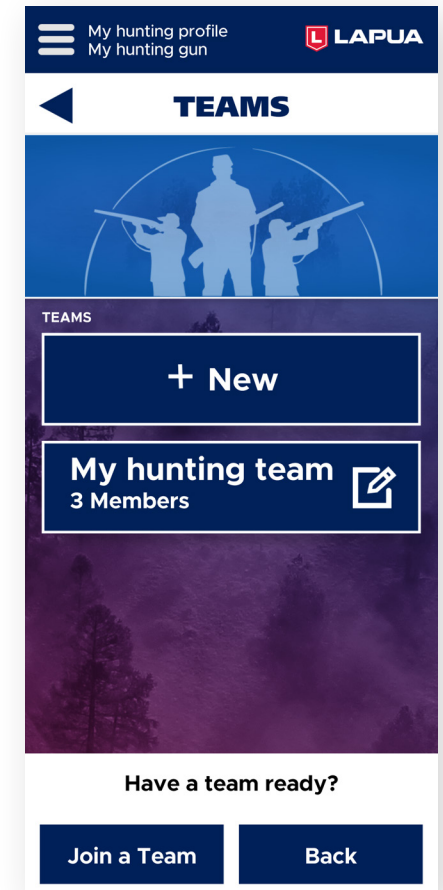 My hunting profile
My hunting gun
L LAPUA
TEAMS
TEAMS
+ New
My hunting team
3 Members
Have a team ready?
Join a Team
Back